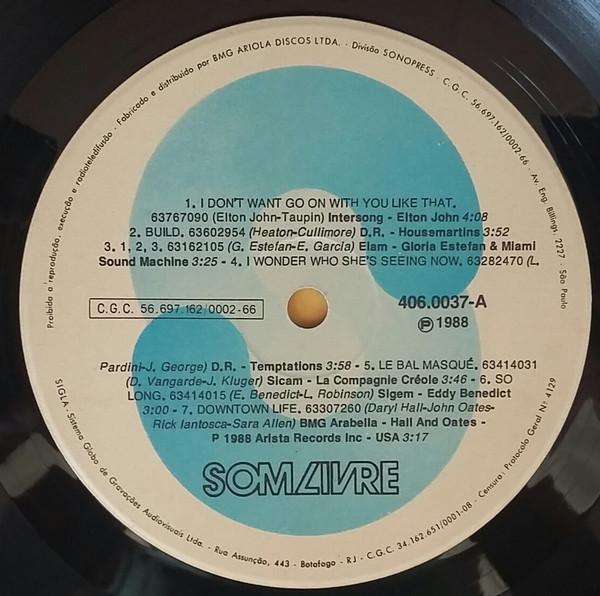 Fabricado e distribuido por BMG ARIOLA DISCOS LTDA. · Divisão SONOPRESS · C.G.C. 56.697.162/0002-66 · Av. Eng. Billings, 2227 · São Paulo
Proibida a reprodução, execução e radioteledifusão ·
1. I DON'T WANT GO ON WITH YOU LIKE THAT.
63767090 (Elton John-Taupin) Intersong - Elton John 4:08
2. BUILD. 63602954 (Heaton-Cullimore) D.R. - Housmartins 3:52
3. 1, 2, 3. 63162105 (G. Estefan-E. Garcia) Elam - Gloria Estefan & Miami
Sound Machine 3:25 - 4. I WONDER WHO SHE'S SEEING NOW. 63282470 (L.
C.G.C. 56.697.162/0002-66
406.0037-A
℗ 1988
Pardini-J. George) D.R. - Temptations 3:58 - 5. LE BAL MASQUÉ. 63414031
(D. Vangarde-J. Kluger) Sicam - La Compagnie Créole 3:46 - 6. SO
LONG. 63414015 (E. Benedict-L. Robinson) Sigem - Eddy Benedict
3:00 - 7. DOWNTOWN LIFE. 63307260 (Daryl Hall-John Oates-
Rick Iantosca-Sara Allen) BMG Arabella - Hall And Oates -
P 1988 Arista Records Inc - USA 3:17
SOM LIVRE
SIGLA - Sistema Globo de Gravações Audiovisuais Ltda. · Rua Assunção, 443 - Botafogo - RJ - C.G.C. 34.162.651/0001-08 - Censura: Protocolo Geral Nº 4129